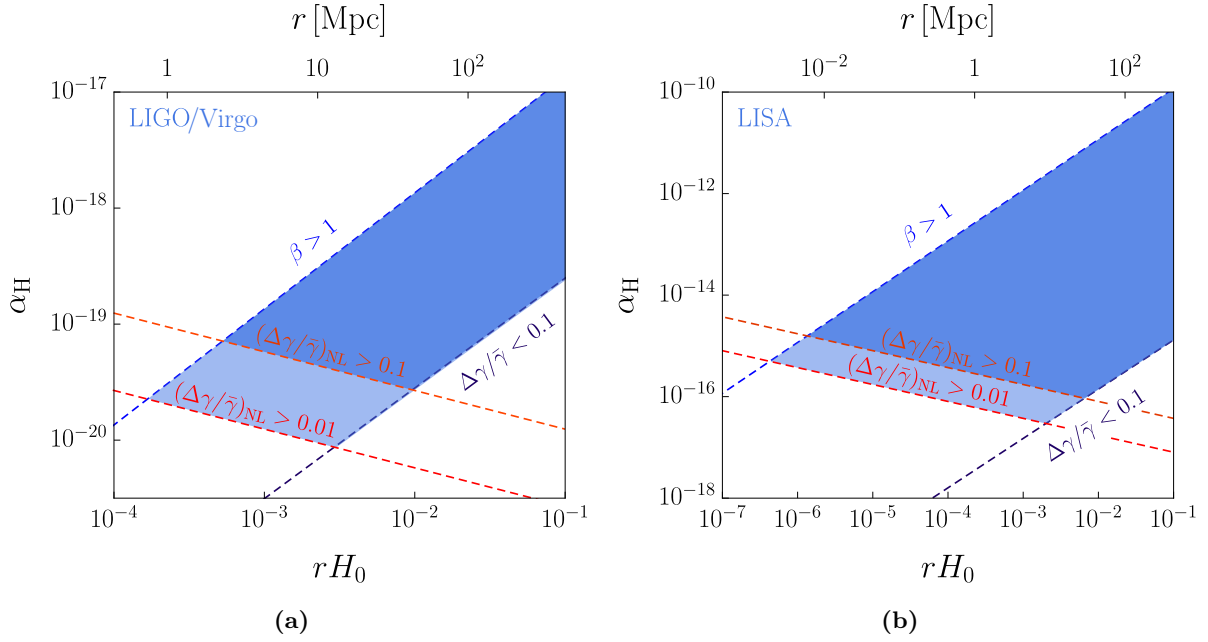 r [Mpc]
1 10 10^2
10^-17
10^-18
10^-19
10^-20
α_H
LIGO/Virgo
β > 1
(Δγ/γ̄)_NL > 0.1
(Δγ/γ̄)_NL > 0.01
Δγ/γ̄ < 0.1
10^-4 10^-3 10^-2 10^-1
rH_0
(a)
r [Mpc]
10^-2 1 10^2
10^-10
10^-12
10^-14
10^-16
10^-18
α_H
LISA
β > 1
(Δγ/γ̄)_NL > 0.1
(Δγ/γ̄)_NL > 0.01
Δγ/γ̄ < 0.1
10^-7 10^-6 10^-5 10^-4 10^-3 10^-2 10^-1
rH_0
(b)